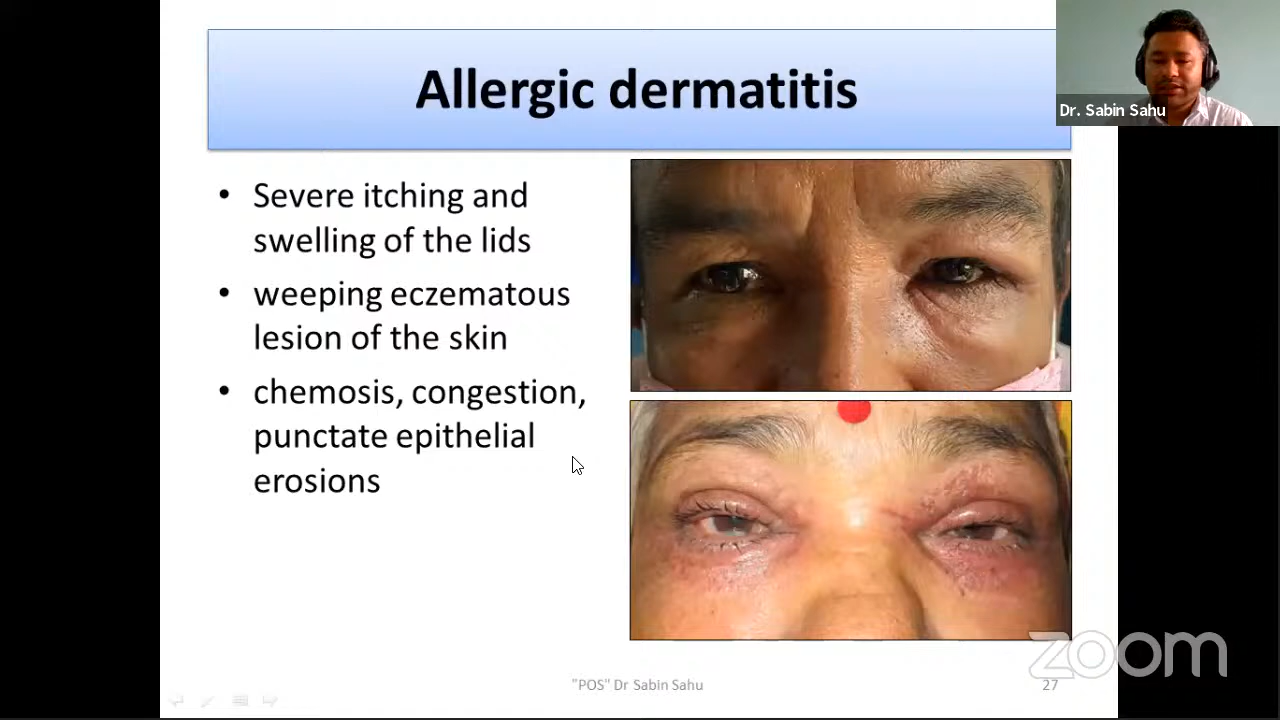 Allergic dermatitis
Dr. Sabin Sahu
• Severe itching and
swelling of the lids
• weeping eczematous
lesion of the skin
• chemosis, congestion,
punctate epithelial
erosions
zoom
"POS" Dr Sabin Sahu
27